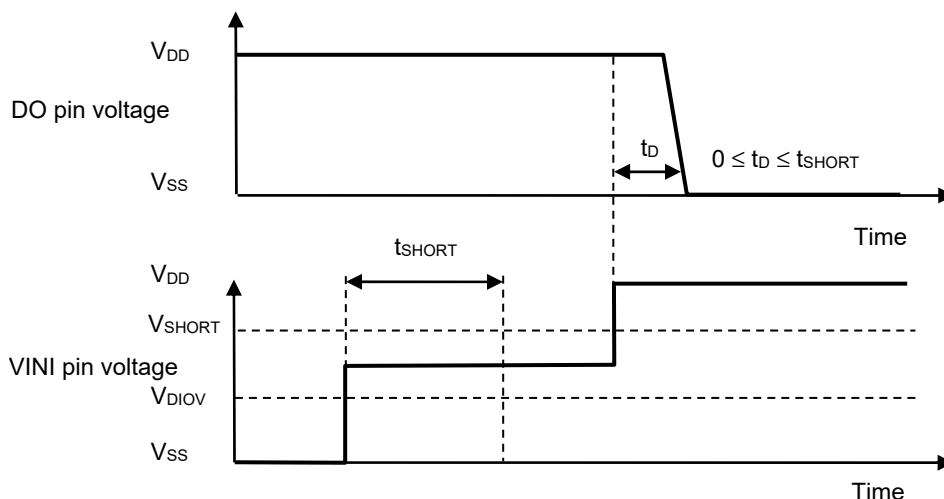 VDD
DO pin voltage
tD
0 ≤ tD ≤ tSHORT
VSS
Time
tSHORT
VDD
VSHORT
VINI pin voltage
VDIOV
VSS
Time